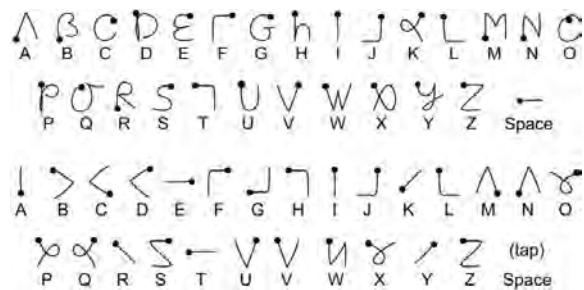 A B C D E F G H I J K L M N O
P Q R S T U V W X Y Z Space
A B C D E F G H I J K L M N O
P Q R S T U V W X Y Z (tap) Space